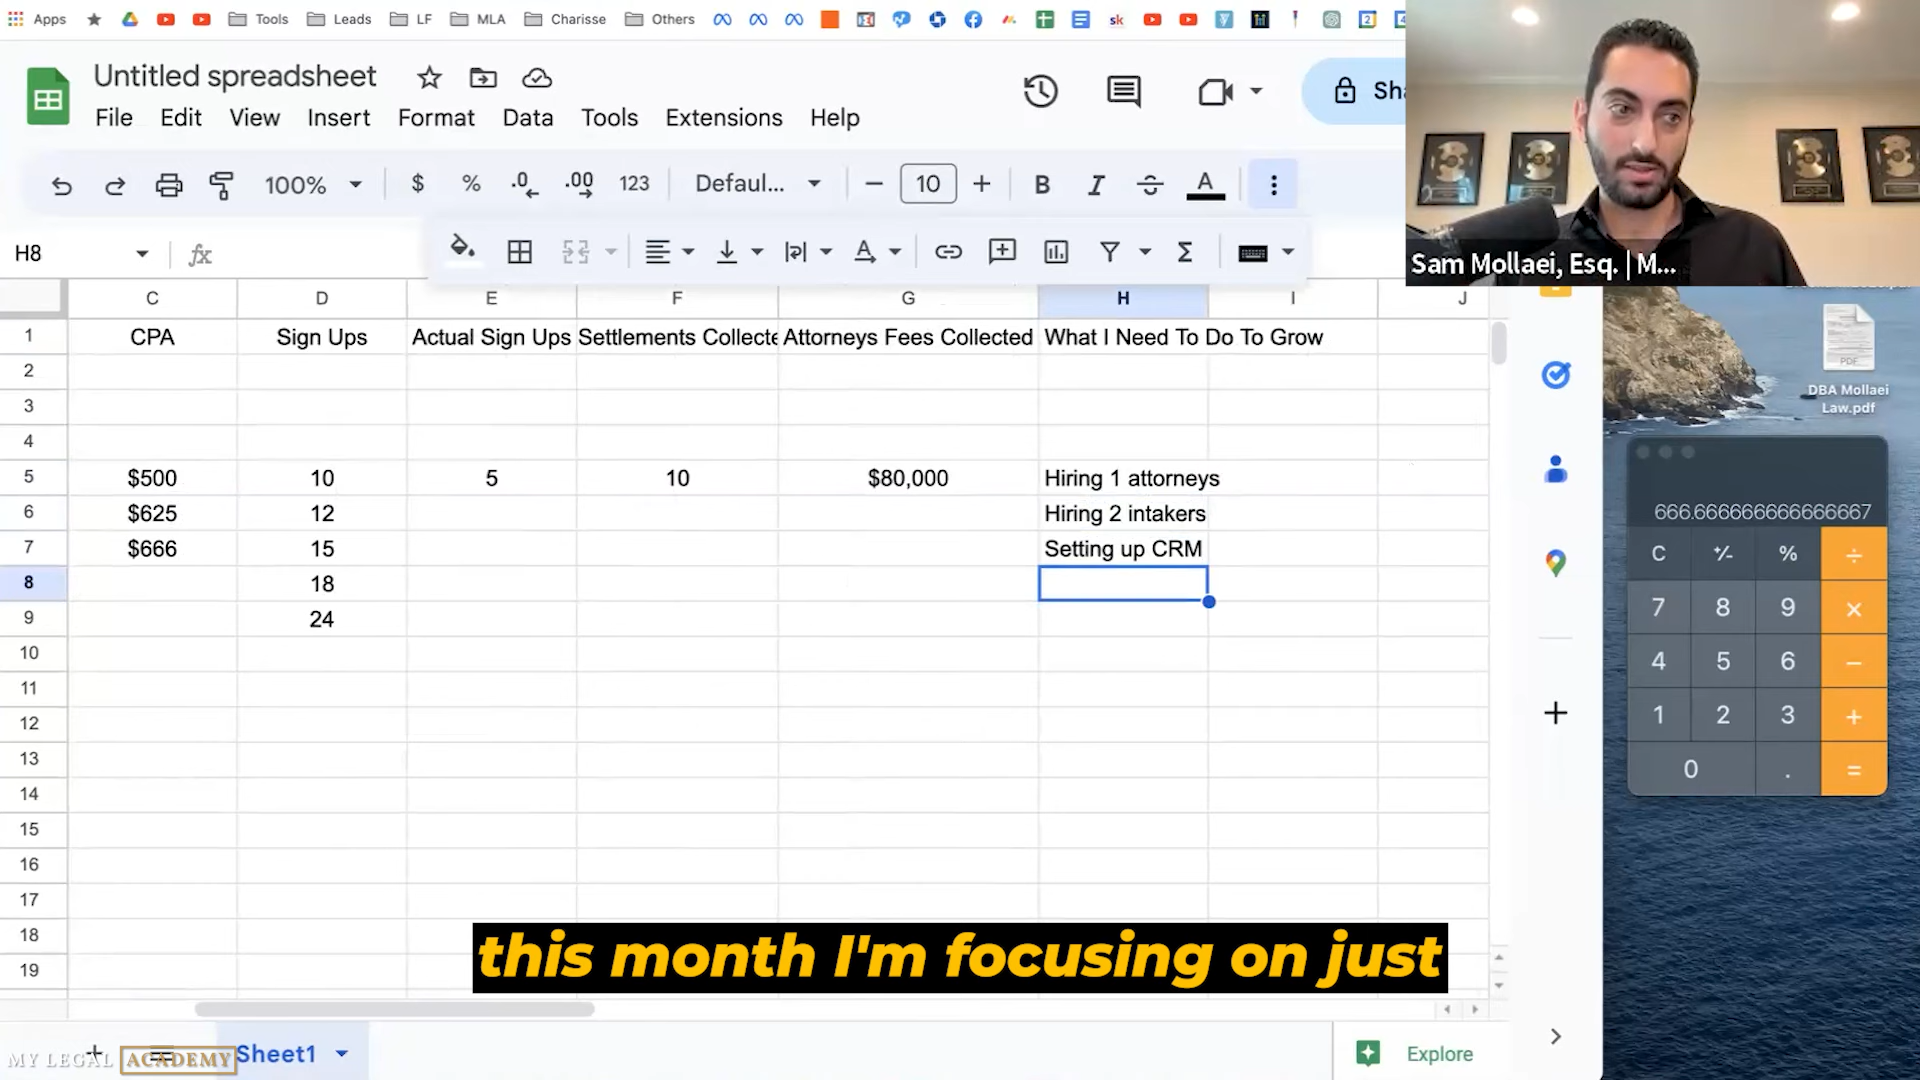 Apps Tools Leads LF MLA Charisse Others sk
Untitled spreadsheet
File Edit View Insert Format Data Tools Extensions Help
100% $ % .0 .00 123 Defaul... 10 B I A
H8 fx
C D E F G H I J
1 CPA Sign Ups Actual Sign Ups Settlements Collecte Attorneys Fees Collected What I Need To Do To Grow
2
3
4
5 $500 10 5 10 $80,000 Hiring 1 attorneys
6 $625 12 Hiring 2 intakers
7 $666 15 Setting up CRM
8 18
9 24
10
11
12
13
14
15
16
17
18
19
Sam Mollaei, Esq. | M...
PDF
DBA Mollaei
Law.pdf
666.666666666666667
C +/- % ÷
7 8 9 ×
4 5 6 −
1 2 3 +
0 . =
this month I'm focusing on just
MY LEGAL ACADEMY
Sheet1
Explore